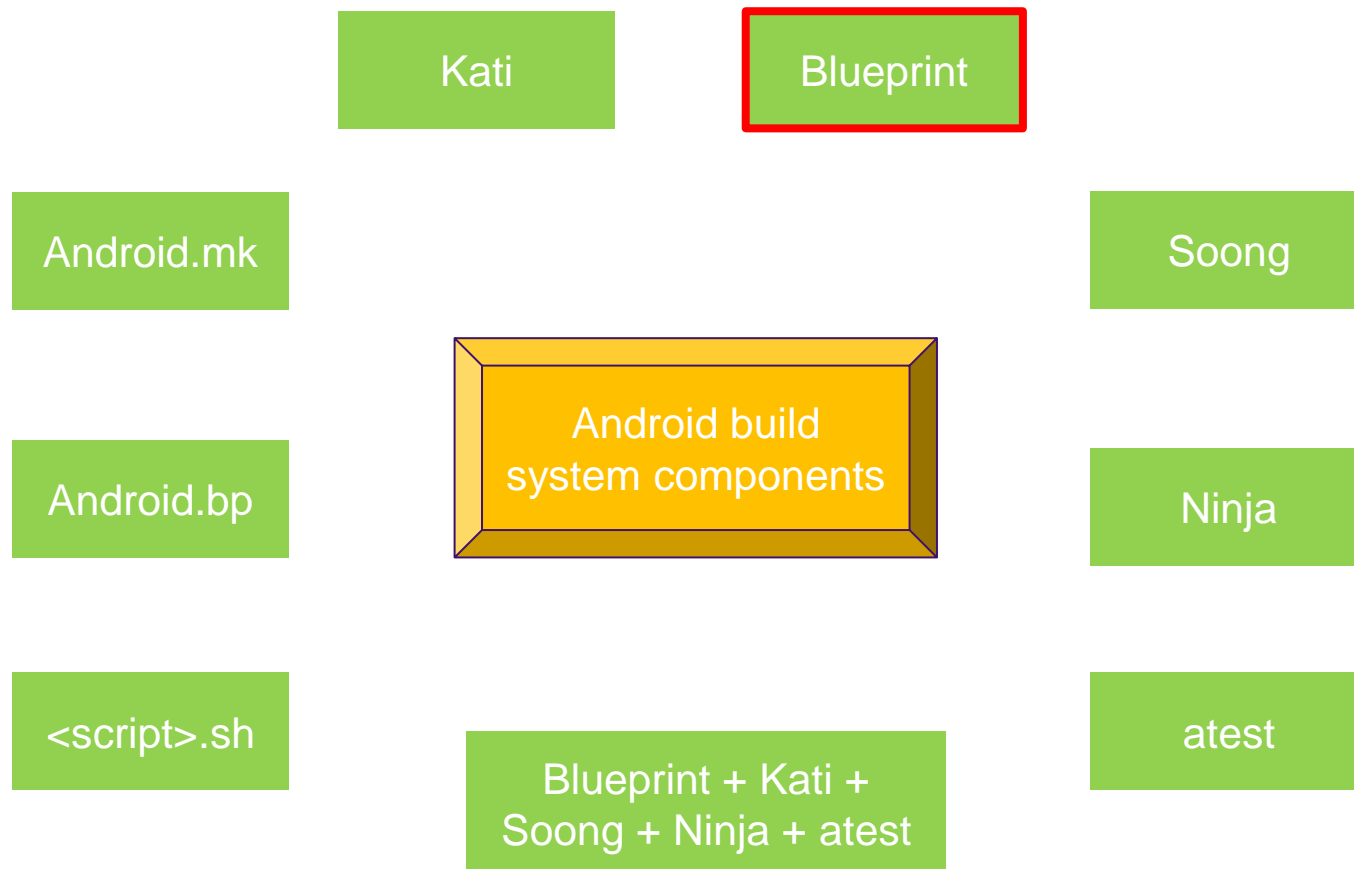 Kati
Blueprint
Android.mk
Soong
Android build
system components
Android.bp
Ninja
<script>.sh
atest
Blueprint + Kati +
Soong + Ninja + atest